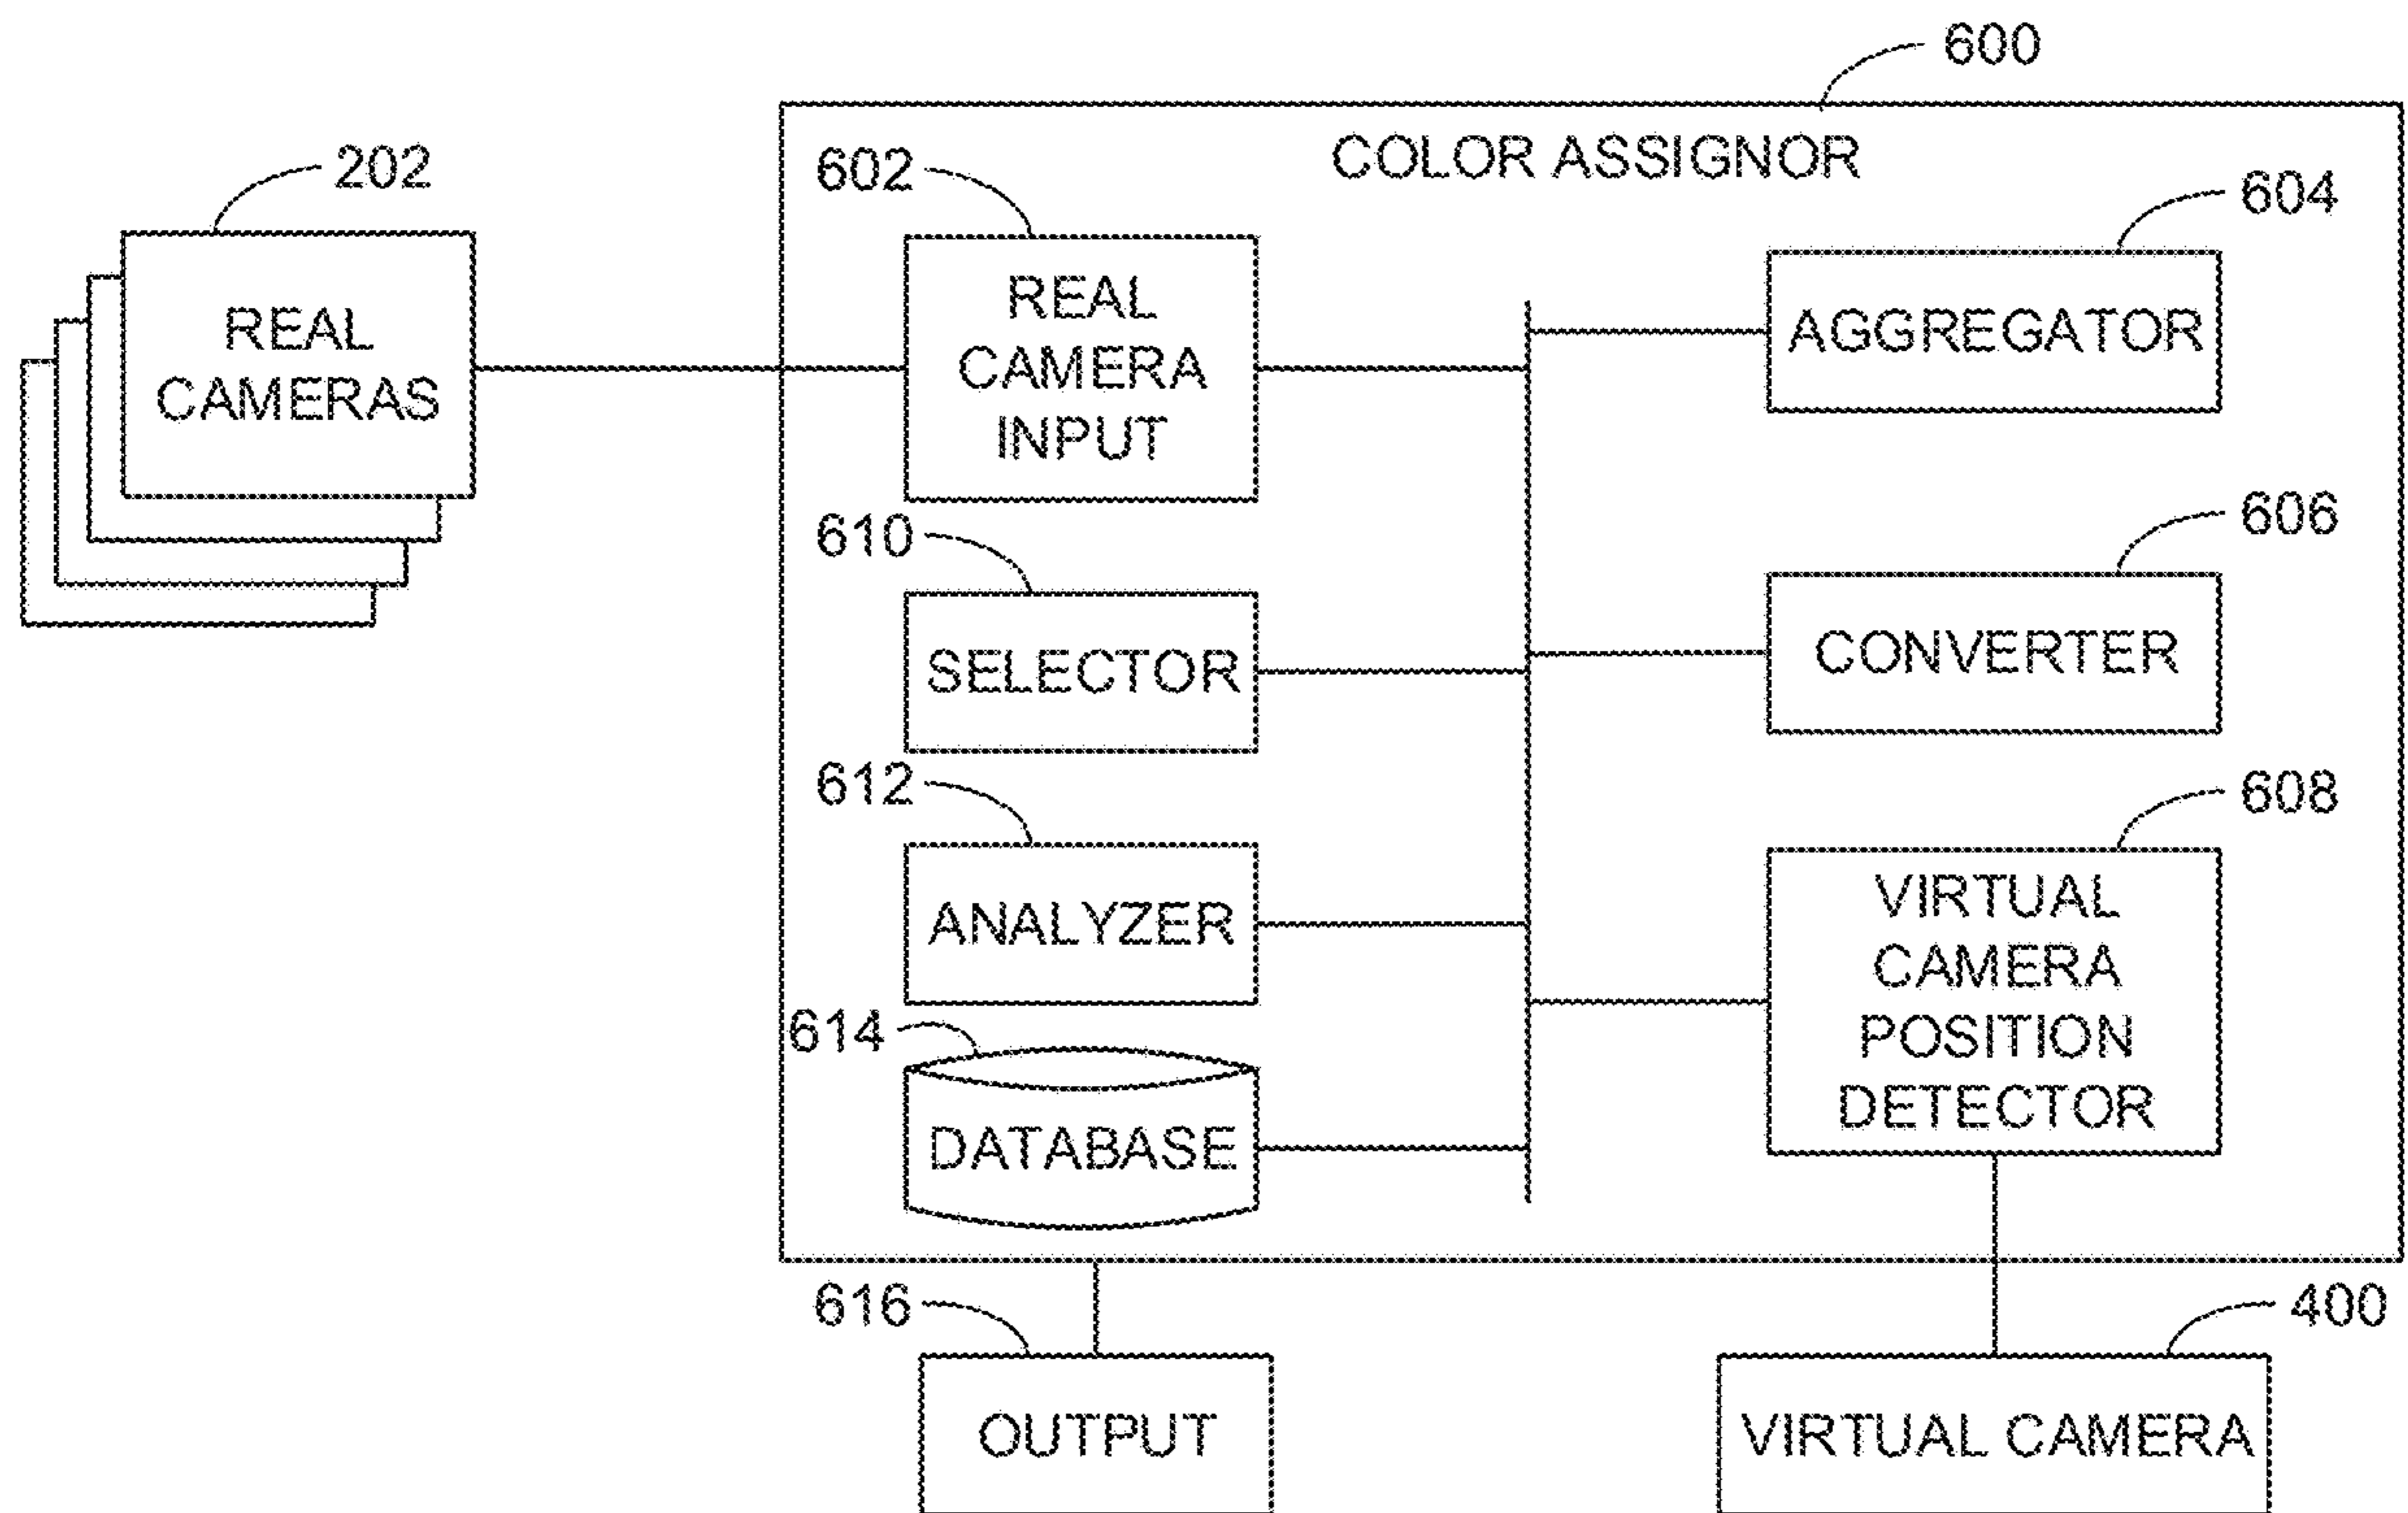 600
COLOR ASSIGNOR
202
REAL
CAMERAS
602
REAL
CAMERA
INPUT
604
AGGREGATOR
610
SELECTOR
606
CONVERTER
612
ANALYZER
608
VIRTUAL
CAMERA
POSITION
DETECTOR
614
DATABASE
616
OUTPUT
400
VIRTUAL CAMERA